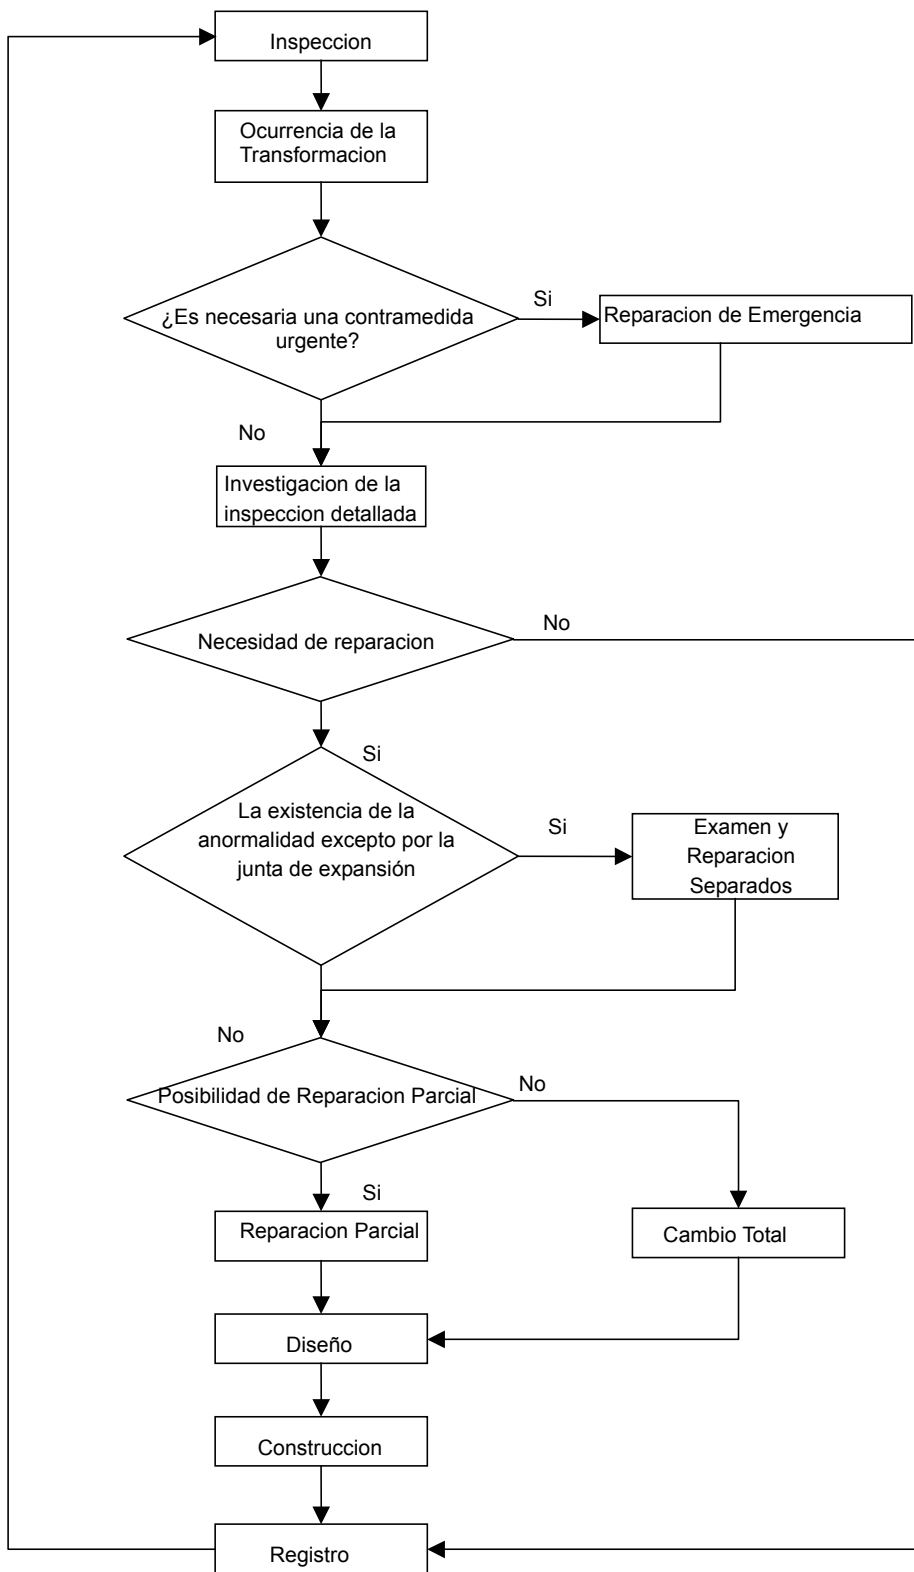 Inspeccion
Ocurrencia de la
Transformacion
¿Es necesaria una contramedida
urgente?
Si
Reparacion de Emergencia
No
Investigacion de la
inspeccion detallada
Necesidad de reparacion
No
Si
La existencia de la
anormalidad excepto por la
junta de expansión
Si
Examen y
Reparacion
Separados
No
Posibilidad de Reparacion Parcial
No
Si
Reparacion Parcial
Cambio Total
Diseño
Construccion
Registro